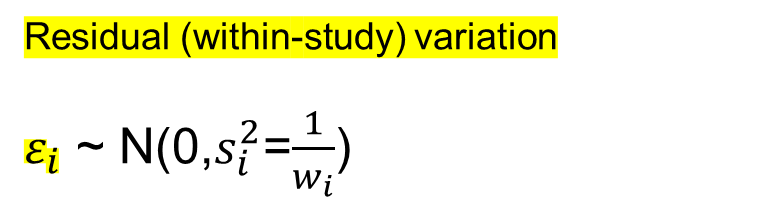 Residual (within-study) variation
εᵢ ~ N(0,sᵢ²=1/wᵢ)